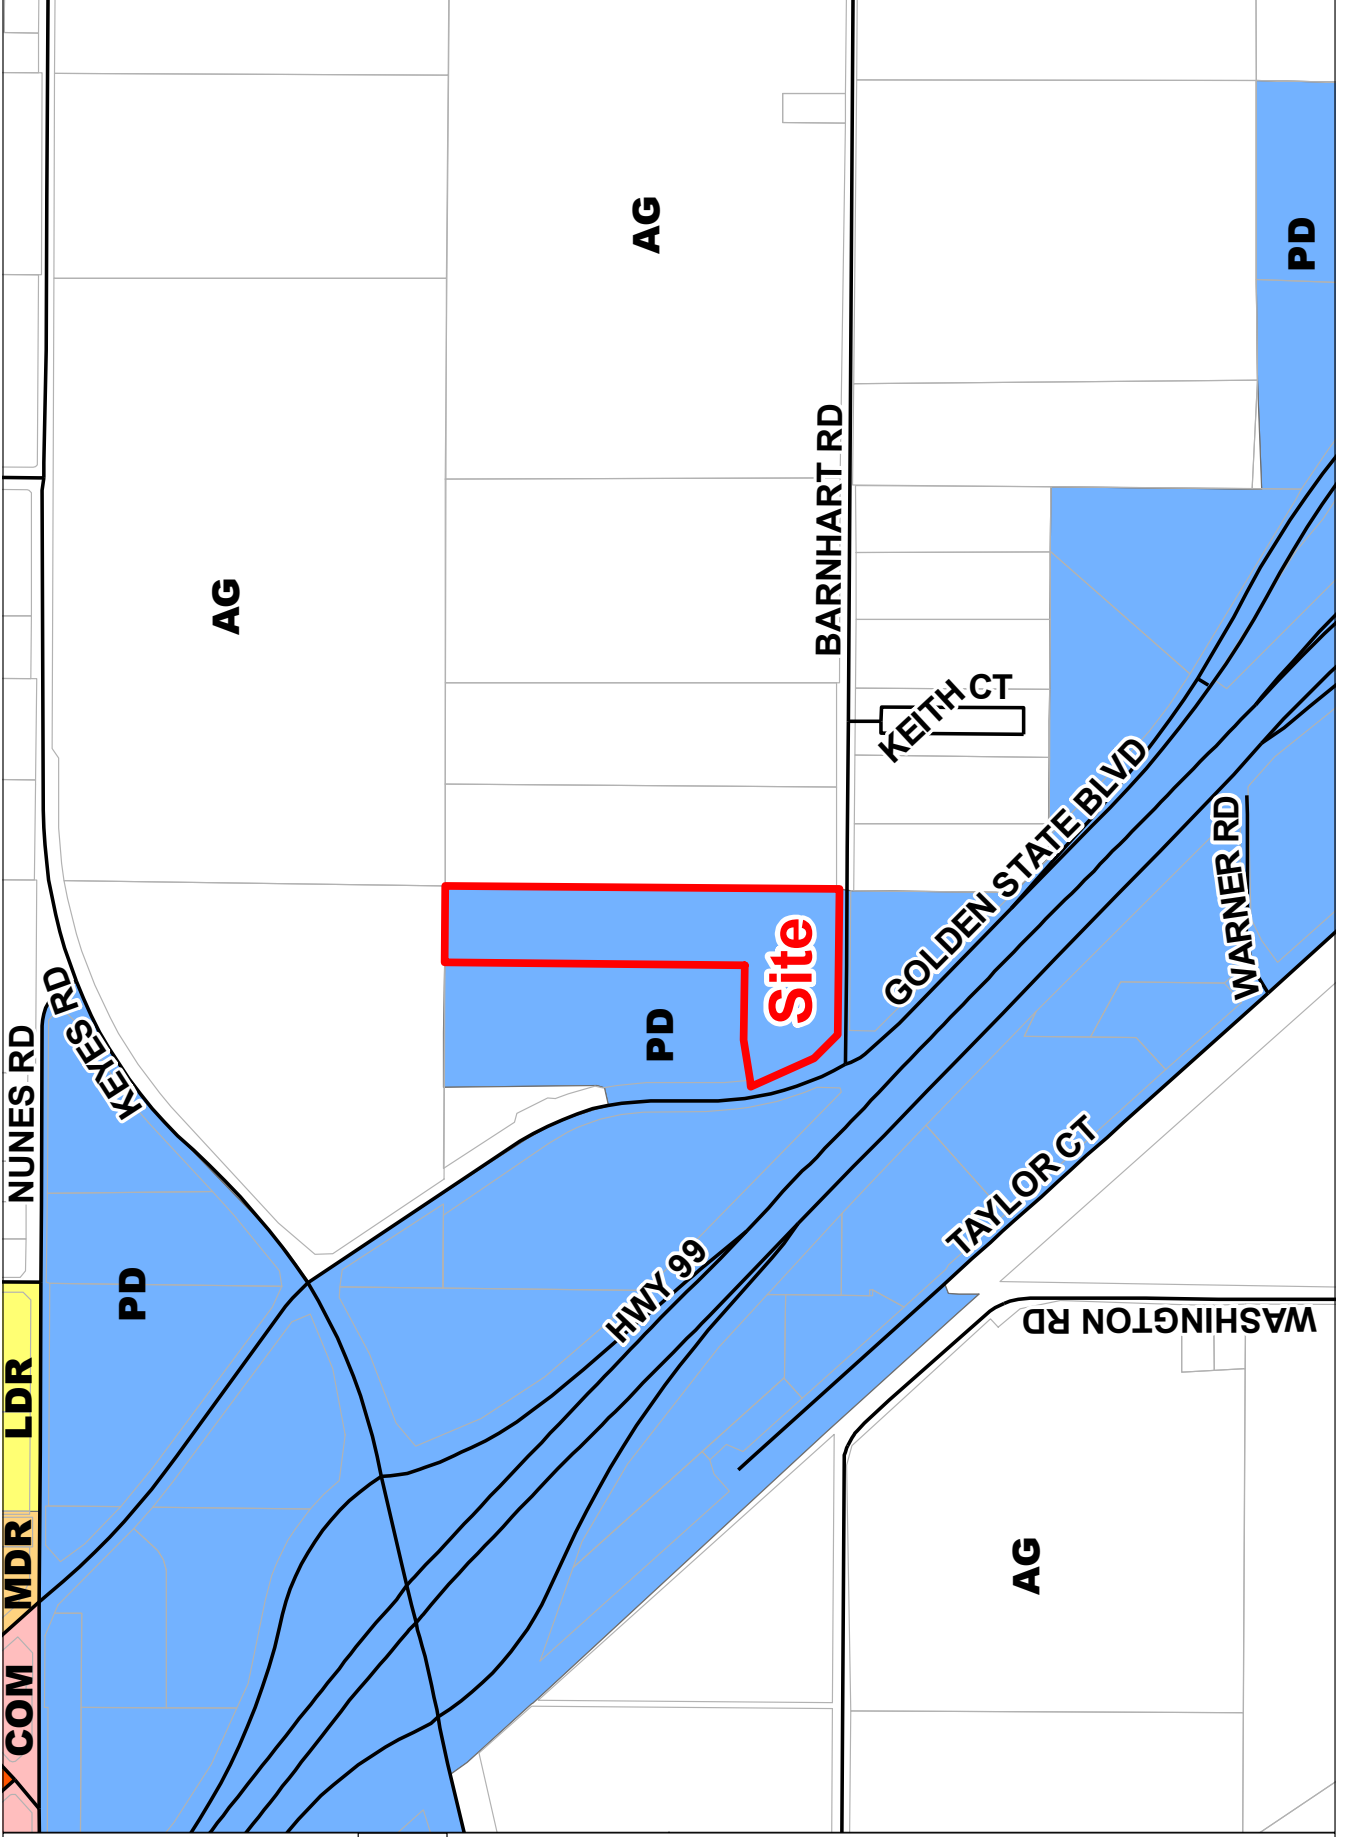 AG
PD
BARNHART RD
AG
KEITH CT
GOLDEN STATE BLVD
WARNER RD
Site
PD
KEYES RD
NUNES RD
TAYLOR CT
HWY 99
PD
WASHINGTON RD
LDR
MDR
AG
COM